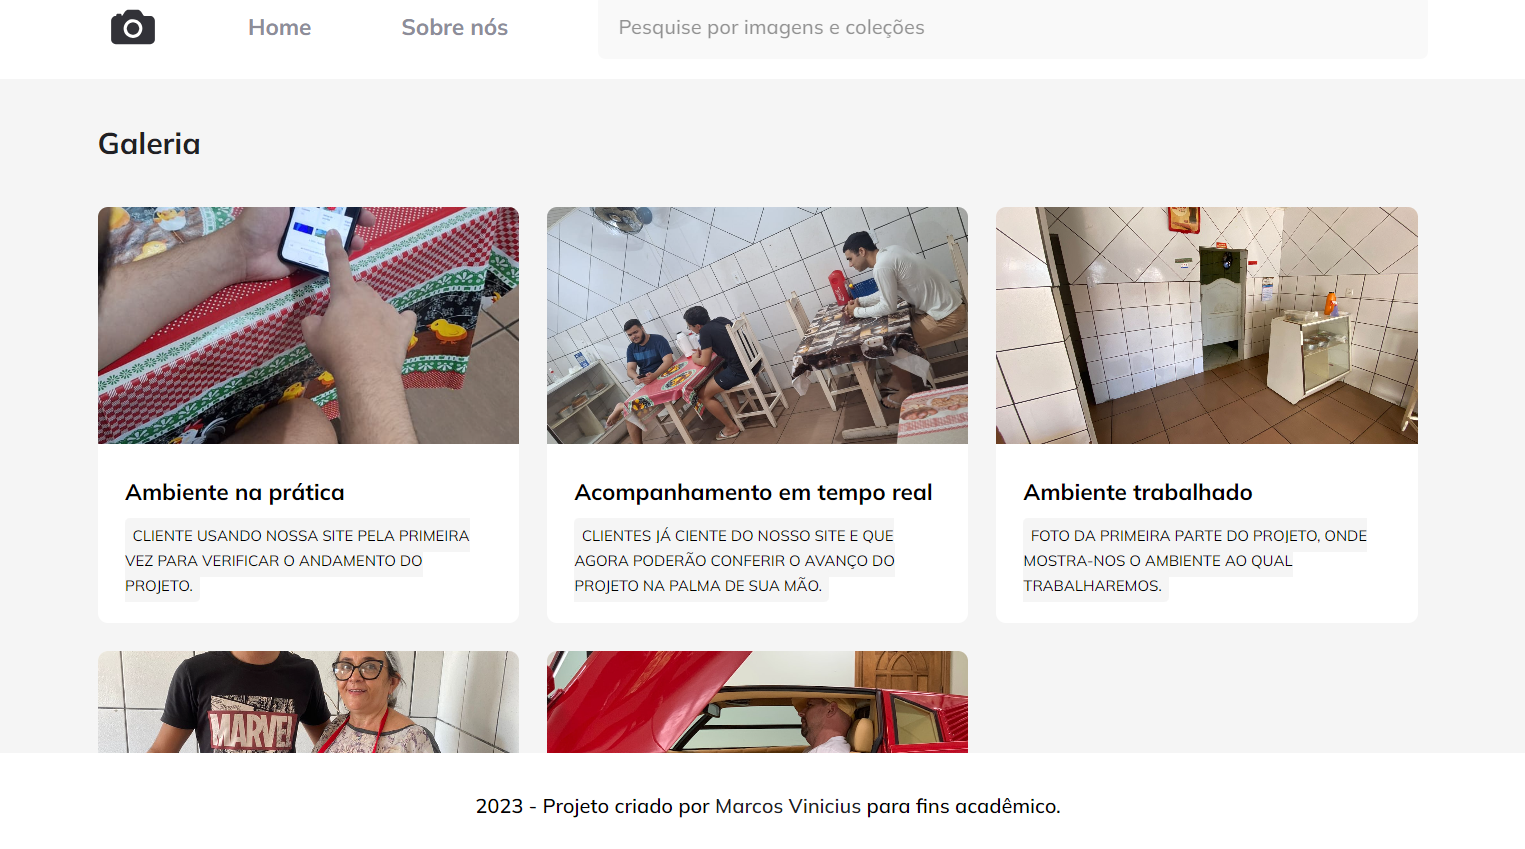 Home
Sobre nós
Pesquise por imagens e coleções
Galeria
Ambiente na prática
CLIENTE USANDO NOSSA SITE PELA PRIMEIRA
VEZ PARA VERIFICAR O ANDAMENTO DO
PROJETO.
Acompanhamento em tempo real
CLIENTES JÁ CIENTE DO NOSSO SITE E QUE
AGORA PODERÃO CONFERIR O AVANÇO DO
PROJETO NA PALMA DE SUA MÃO.
Ambiente trabalhado
FOTO DA PRIMEIRA PARTE DO PROJETO, ONDE
MOSTRA-NOS O AMBIENTE AO QUAL
TRABALHAREMOS.
MARVEL
2023 - Projeto criado por Marcos Vinicius para fins acadêmico.